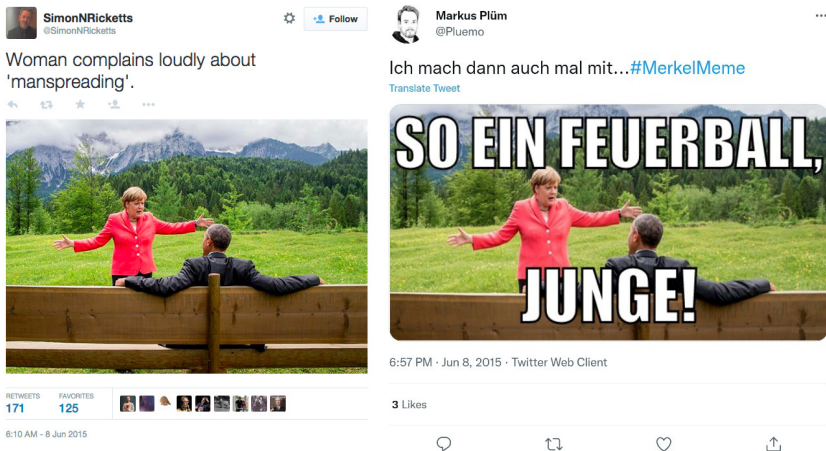 SimonNRicketts
@SimonNRicketts
Follow
Woman complains loudly about
'manspreading'.
RETWEETS FAVORITES
171 125
6:10 AM - 8 Jun 2015
Markus Plüm
@Pluemo
Ich mach dann auch mal mit...#MerkelMeme
Translate Tweet
SO EIN FEUERBALL,
JUNGE!
6:57 PM · Jun 8, 2015 · Twitter Web Client
3 Likes